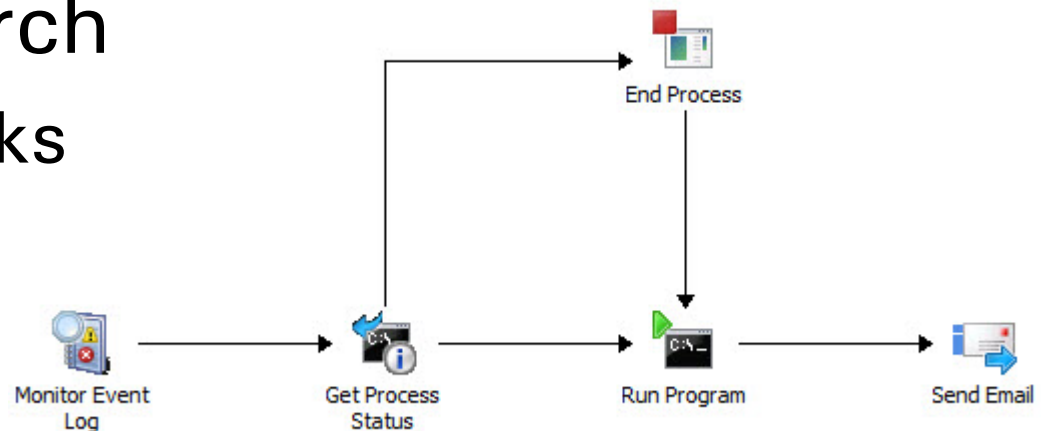 rch
ks
End Process
Monitor Event
Log
Get Process
Status
Run Program
Send Email
C:\
C:\_